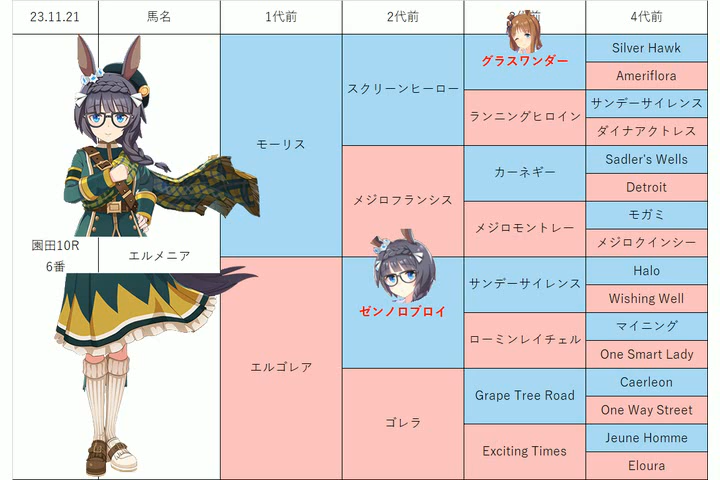 23.11.21 馬名 1代前 2代前 4代前
園田10R
6番
エルメニア
モーリス
エルゴレア
スクリーンヒーロー
メジロフランシス
ゼンノロブロイ
ゴレラ
グラスワンダー
ランニングヒロイン
カーネギー
メジロモントレー
サンデーサイレンス
ローミンレイチェル
Grape Tree Road
Exciting Times
Silver Hawk
Ameriflora
サンデーサイレンス
ダイナアクトレス
Sadler's Wells
Detroit
モガミ
メジロクインシー
Halo
Wishing Well
マイニング
One Smart Lady
Caerleon
One Way Street
Jeune Homme
Eloura